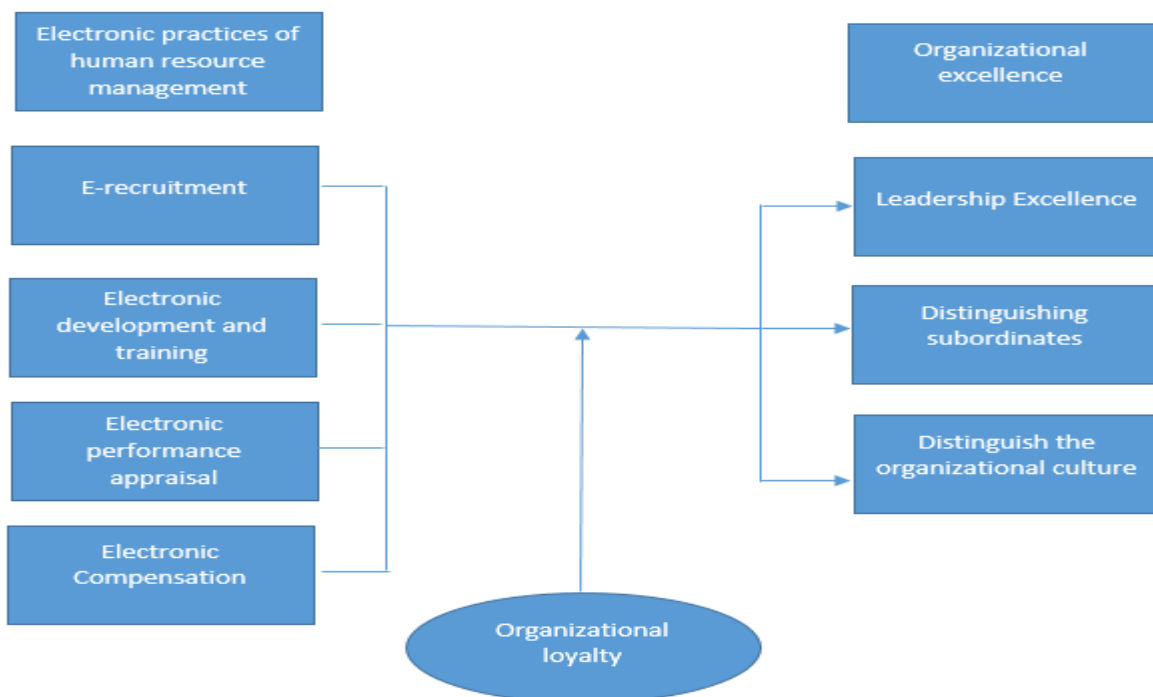 Electronic practices of
human resource
management
E-recruitment
Electronic
development and
training
Electronic
performance
appraisal
Electronic
Compensation
Organizational
loyalty
Organizational
excellence
Leadership Excellence
Distinguishing
subordinates
Distinguish the
organizational culture